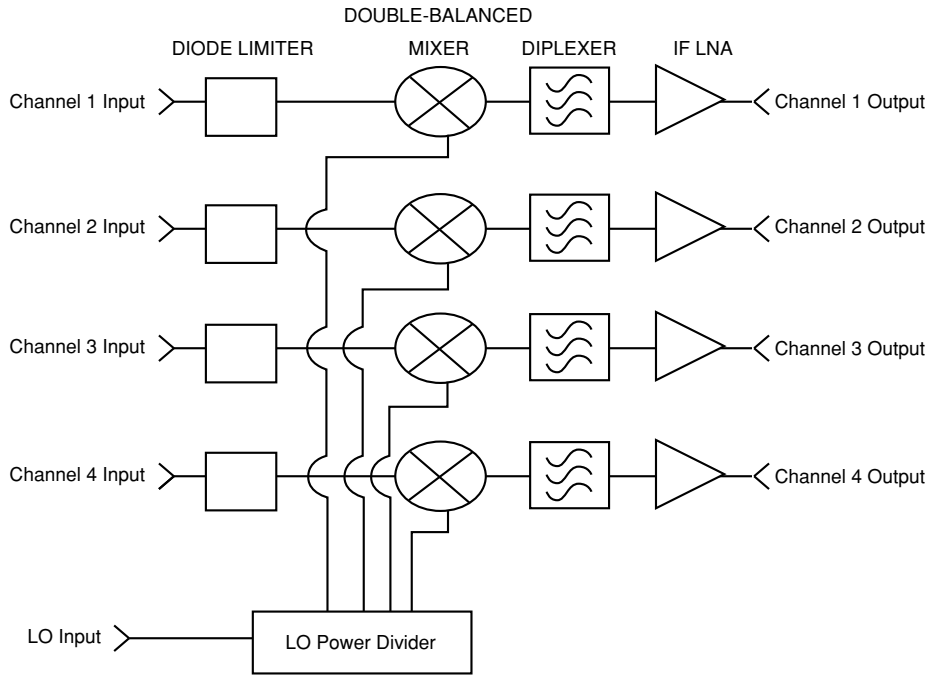 DOUBLE-BALANCED
DIODE LIMITER MIXER DIPLEXER IF LNA
Channel 1 Input Channel 1 Output
Channel 2 Input Channel 2 Output
Channel 3 Input Channel 3 Output
Channel 4 Input Channel 4 Output
LO Input LO Power Divider